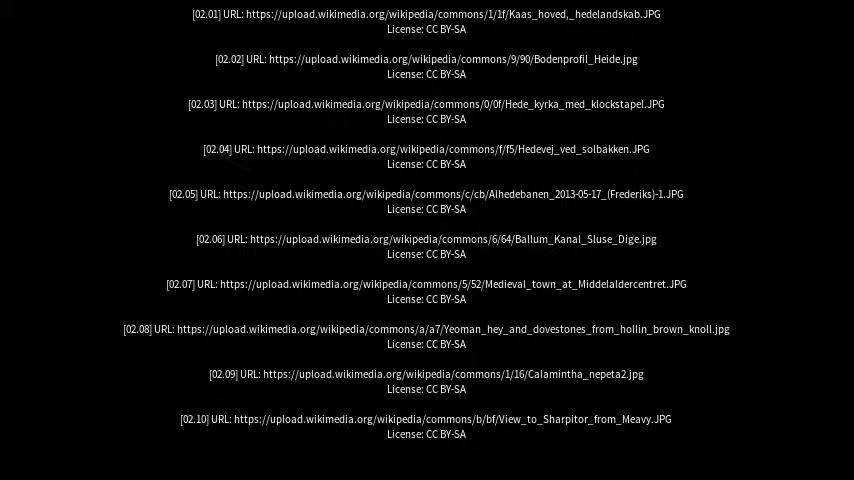 [02.01] URL: https://upload.wikimedia.org/wikipedia/commons/1/1f/Kaas_hoved,_hedelandskab.JPG
License: CC BY-SA
[02.02] URL: https://upload.wikimedia.org/wikipedia/commons/9/90/Bodenprofil_Heide.jpg
License: CC BY-SA
[02.03] URL: https://upload.wikimedia.org/wikipedia/commons/0/0f/Hede_kyrka_med_klockstapel.JPG
License: CC BY-SA
[02.04] URL: https://upload.wikimedia.org/wikipedia/commons/f/f5/Hedevej_ved_solbakken.JPG
License: CC BY-SA
[02.05] URL: https://upload.wikimedia.org/wikipedia/commons/c/cb/Alhedebanen_2013-05-17_(Frederiks)-1.JPG
License: CC BY-SA
[02.06] URL: https://upload.wikimedia.org/wikipedia/commons/6/64/Ballum_Kanal_Sluse_Dige.jpg
License: CC BY-SA
[02.07] URL: https://upload.wikimedia.org/wikipedia/commons/5/52/Medieval_town_at_Middelaldercentret.JPG
License: CC BY-SA
[02.08] URL: https://upload.wikimedia.org/wikipedia/commons/a/a7/Yeoman_hey_and_dovestones_from_hollin_brown_knoll.jpg
License: CC BY-SA
[02.09] URL: https://upload.wikimedia.org/wikipedia/commons/1/16/Calamintha_nepeta2.jpg
License: CC BY-SA
[02.10] URL: https://upload.wikimedia.org/wikipedia/commons/b/bf/View_to_Sharpitor_from_Meavy.JPG
License: CC BY-SA